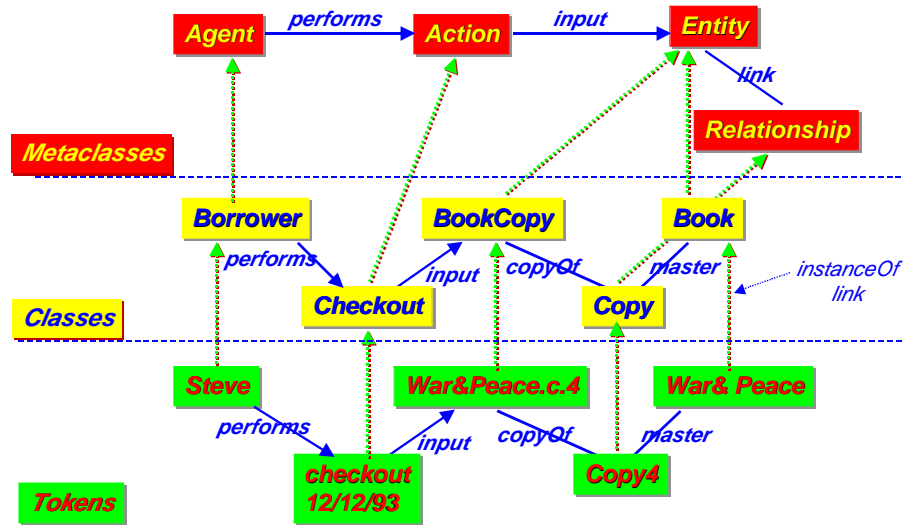 performs
input
Agent
Action
Entity
link
Relationship
Metaclasses
Borrower
BookCopy
Book
performs
input
copyOf
master
instanceOf
link
Checkout
Copy
Classes
Steve
War&Peace.c.4
War& Peace
performs
input
copyOf
master
checkout
12/12/93
Copy4
Tokens